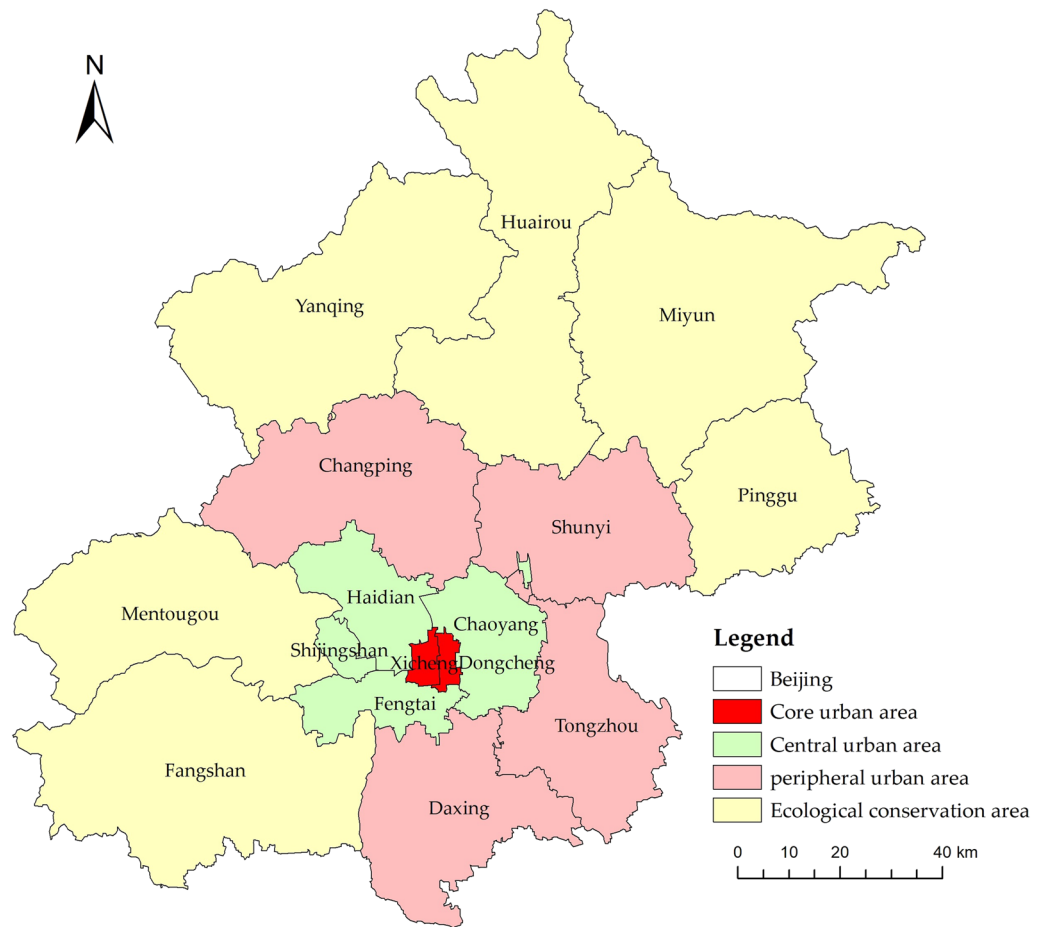 N
Huairou
Yanqing
Miyun
Changping
Pinggu
Shunyi
Haidian
Mentougou
Chaoyang
Shijingshan
Xicheng
Dongcheng
Fengtai
Tongzhou
Fangshan
Daxing
Legend
Beijing
Core urban area
Central urban area
peripheral urban area
Ecological conservation area
0 10 20 40 km